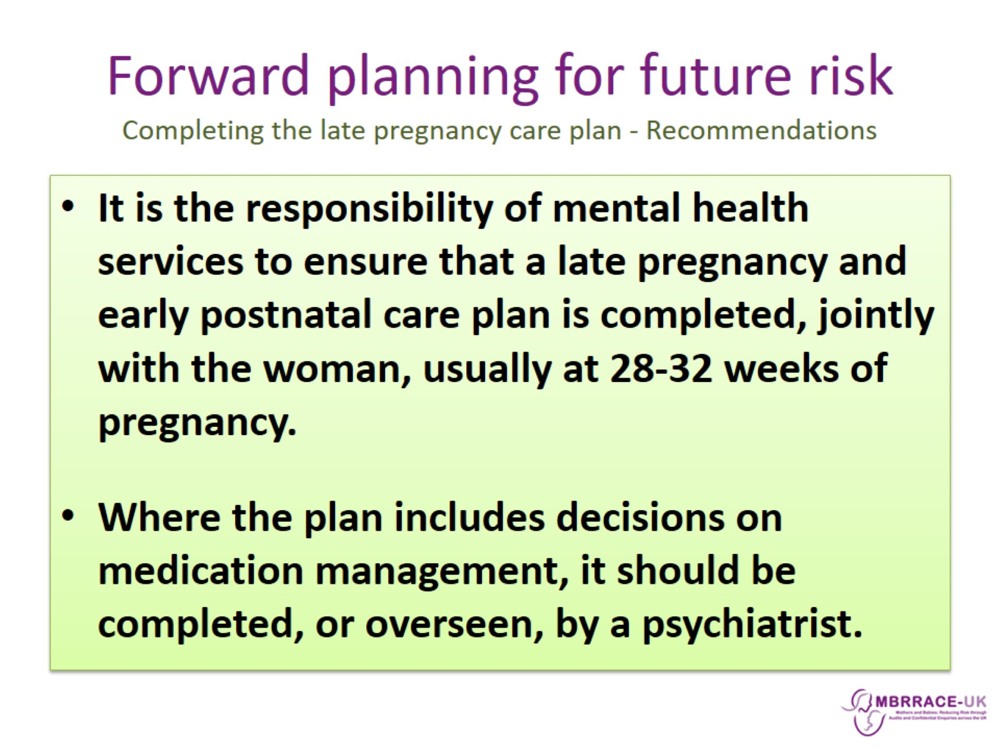 Forward planning for future risk
Completing the late pregnancy care plan - Recommendations
• It is the responsibility of mental health
services to ensure that a late pregnancy and
early postnatal care plan is completed, jointly
with the woman, usually at 28-32 weeks of
pregnancy.
• Where the plan includes decisions on
medication management, it should be
completed, or overseen, by a psychiatrist.
MBRRACE-UK
Mothers and Babies: Reducing Risk through
Audits and Confidential Enquiries across the UK